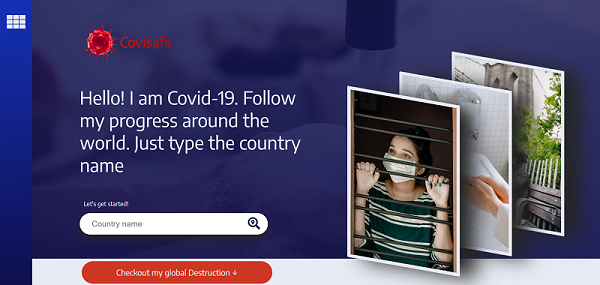 Covisafe
Hello! I am Covid-19. Follow
my progress around the
world. Just type the country
name
Let's get started!
Country name
Checkout my global Destruction ↓